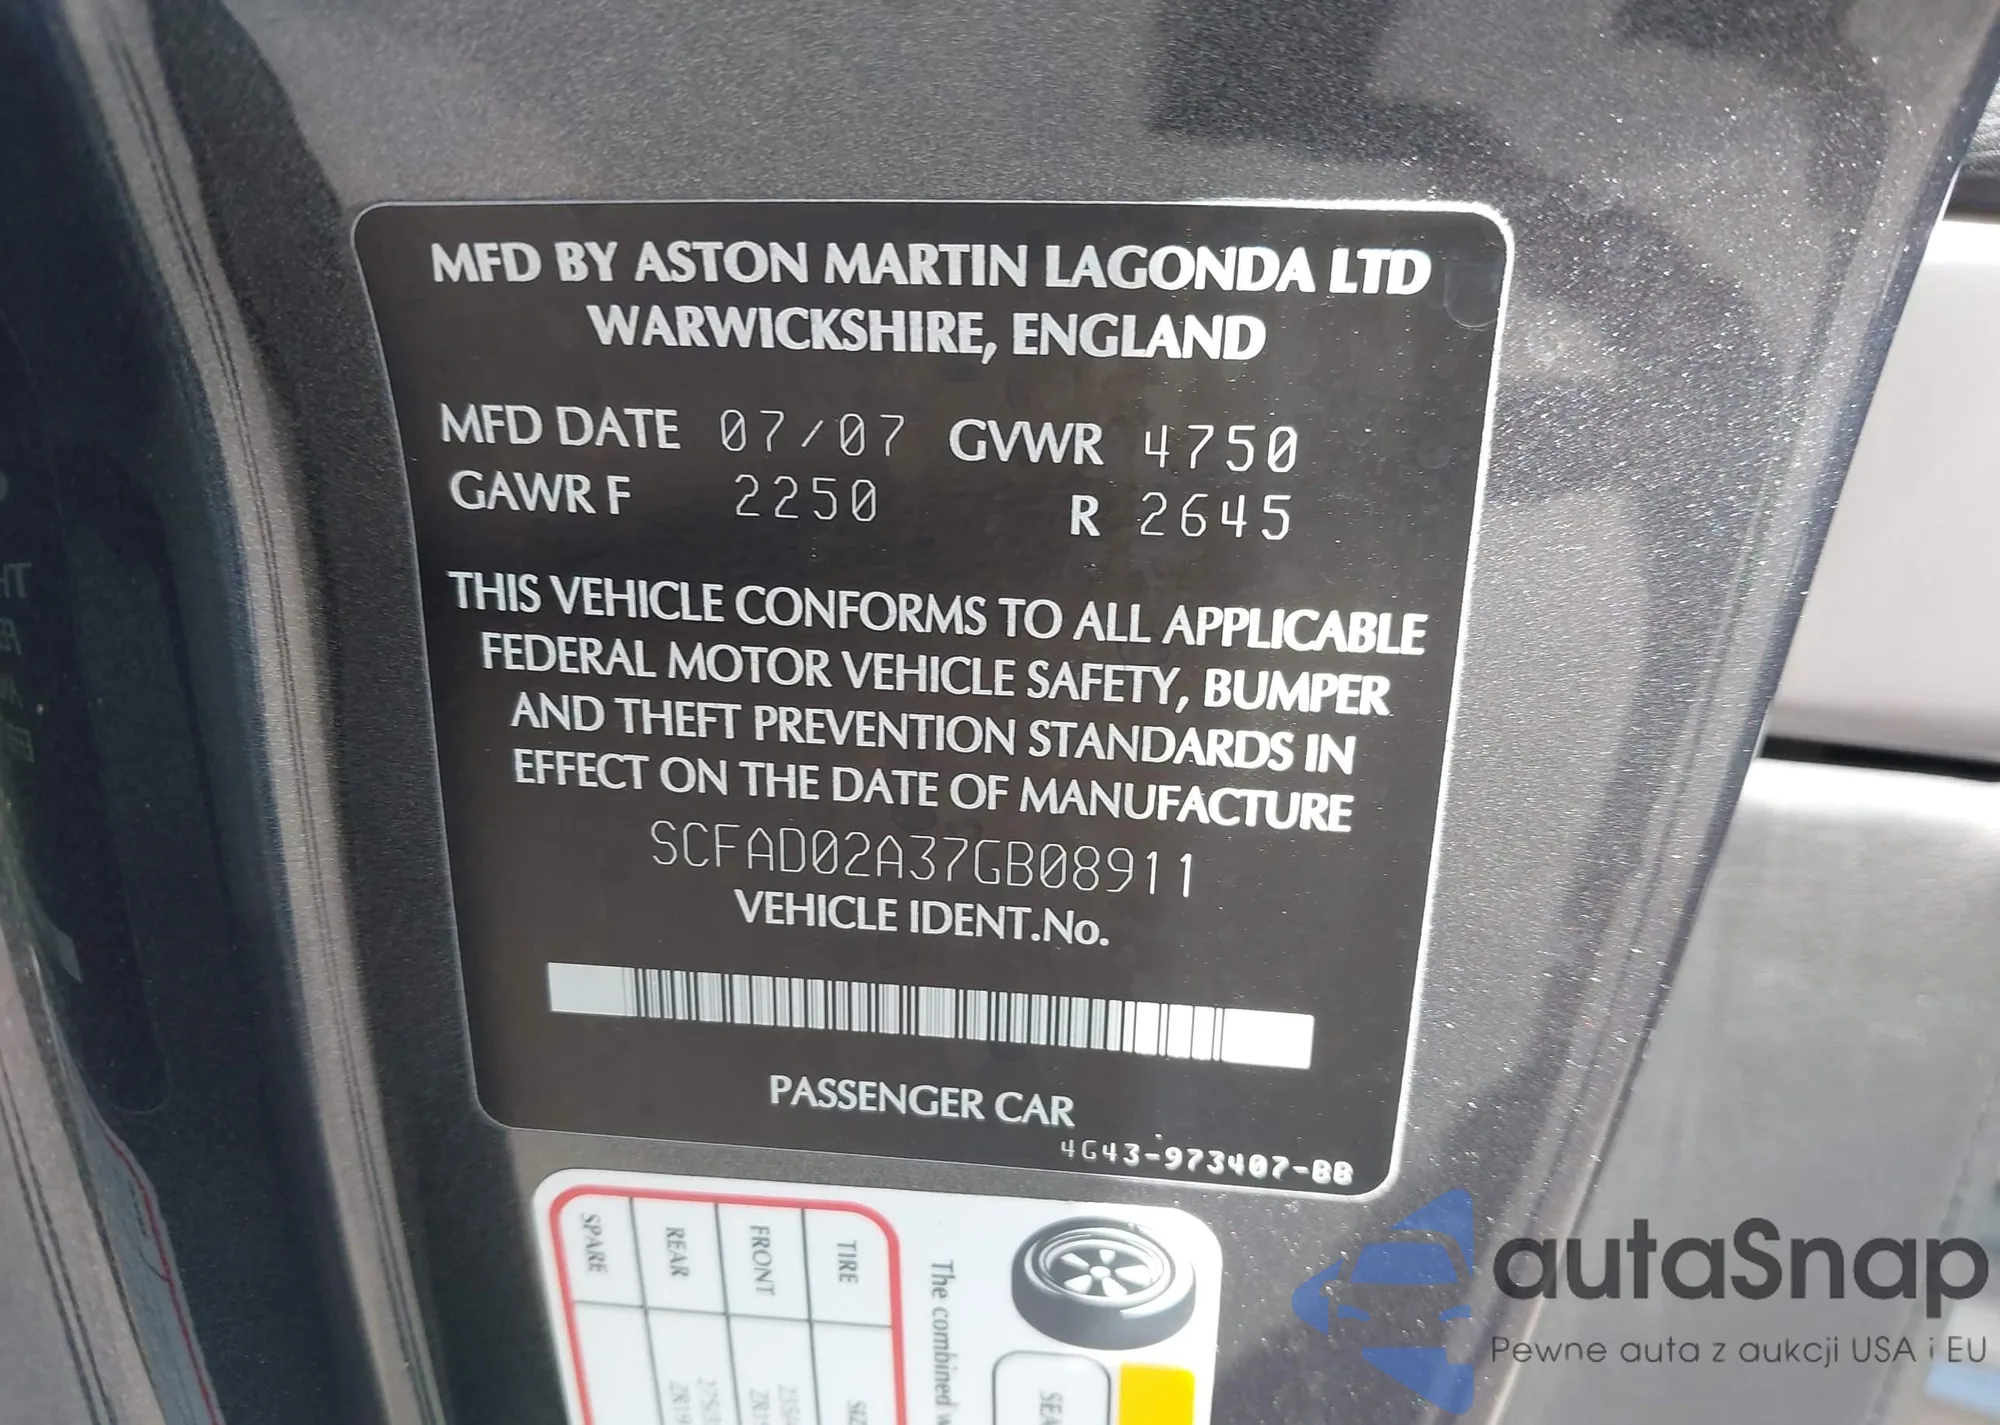 MFD BY ASTON MARTIN LAGONDA LTD
WARWICKSHIRE, ENGLAND
MFD DATE 07/07 GVWR 4750
GAWR F 2250 R 2645
THIS VEHICLE CONFORMS TO ALL APPLICABLE
FEDERAL MOTOR VEHICLE SAFETY, BUMPER
AND THEFT PREVENTION STANDARDS IN
EFFECT ON THE DATE OF MANUFACTURE
SCFAD02A37GB08911
VEHICLE IDENT.No.
PASSENGER CAR
4G43-973407-BB
The combined
TIRE
FRONT
REAR
SPARE
autaSnap
Pewne auta z aukcji USA i EU